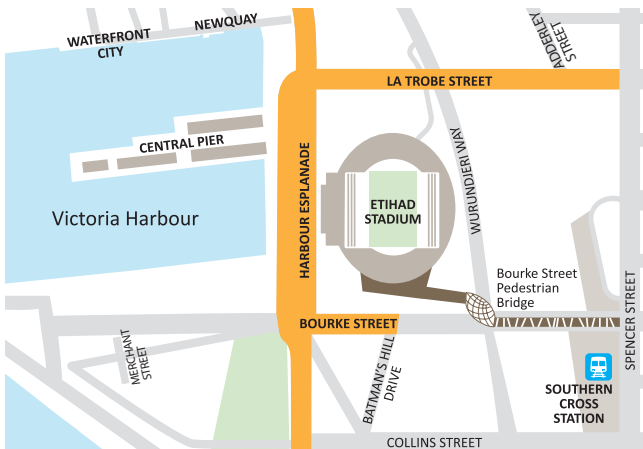 NEWQUAY
WATERFRONT
CITY
ADDERLEY
STREET
LA TROBE STREET
CENTRAL PIER
HARBOUR ESPLANADE
WURUNDJERI WAY
ETIHAD
STADIUM
Victoria Harbour
Bourke Street
Pedestrian
Bridge
SPENCER STREET
BOURKE STREET
MERCHANT
STREET
BATMAN'S HILL
DRIVE
SOUTHERN
CROSS
STATION
COLLINS STREET